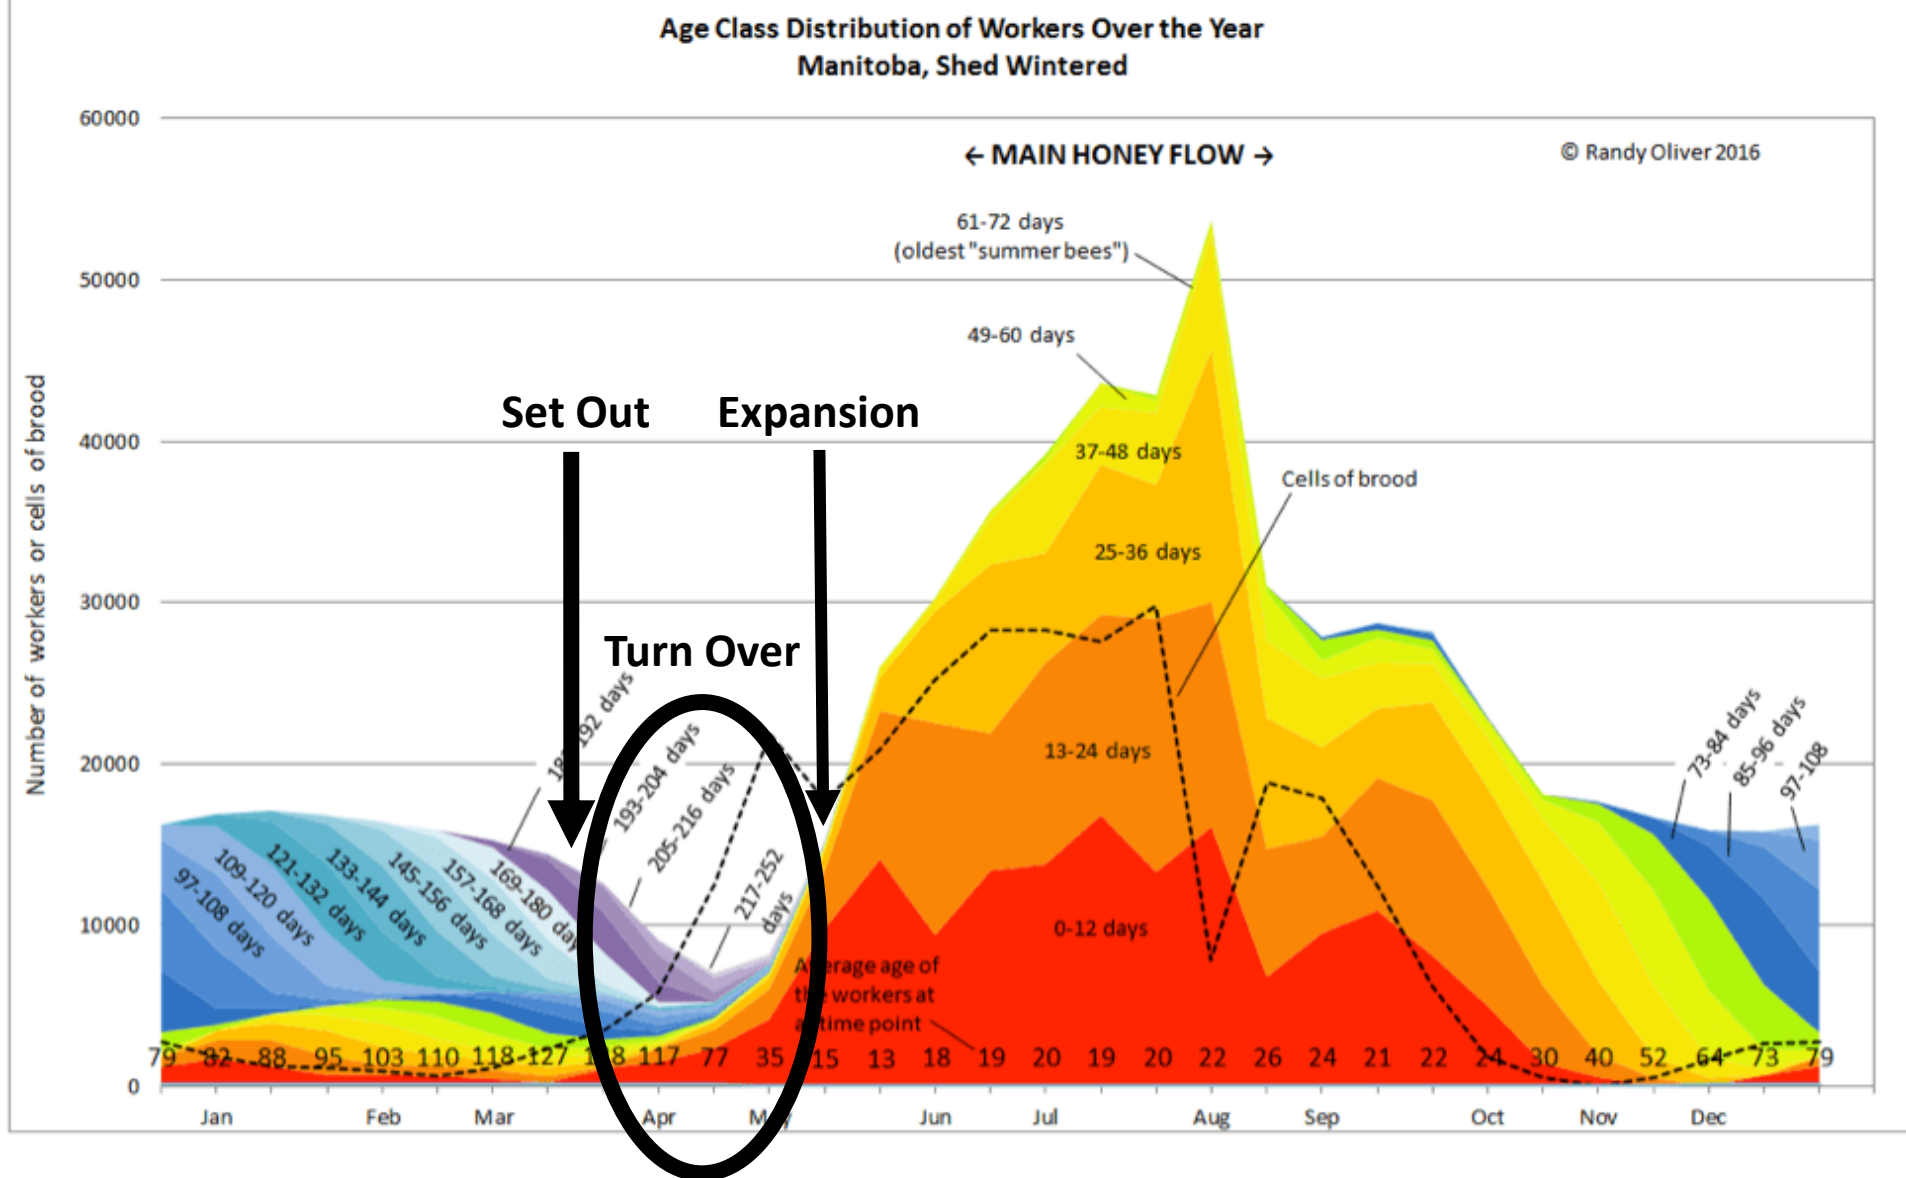 Age Class Distribution of Workers Over the Year
Manitoba, Shed Wintered
60000
← MAIN HONEY FLOW →
© Randy Oliver 2016
61-72 days
(oldest "summer bees")
50000
49-60 days
Set Out
Expansion
40000
37-48 days
Cells of brood
25-36 days
30000
Turn Over
192 days
193-204 days
205-216 days
217-252
days
20000
13-24 days
73-84 days
85-96 days
97-108
97-108 days
109-120 days
121-132 days
133-144 days
145-156 days
157-168 days
169-180 day
10000
0-12 days
Average age of
the workers at
a time point
79 82 88 95 103 110 118 127 117 77 35 15 13 18 19 20 19 20 22 26 24 21 22 24 30 40 52 64 73 79
0
Jan Feb Mar Apr May Jun Jul Aug Sep Oct Nov Dec
Number of workers or cells of brood